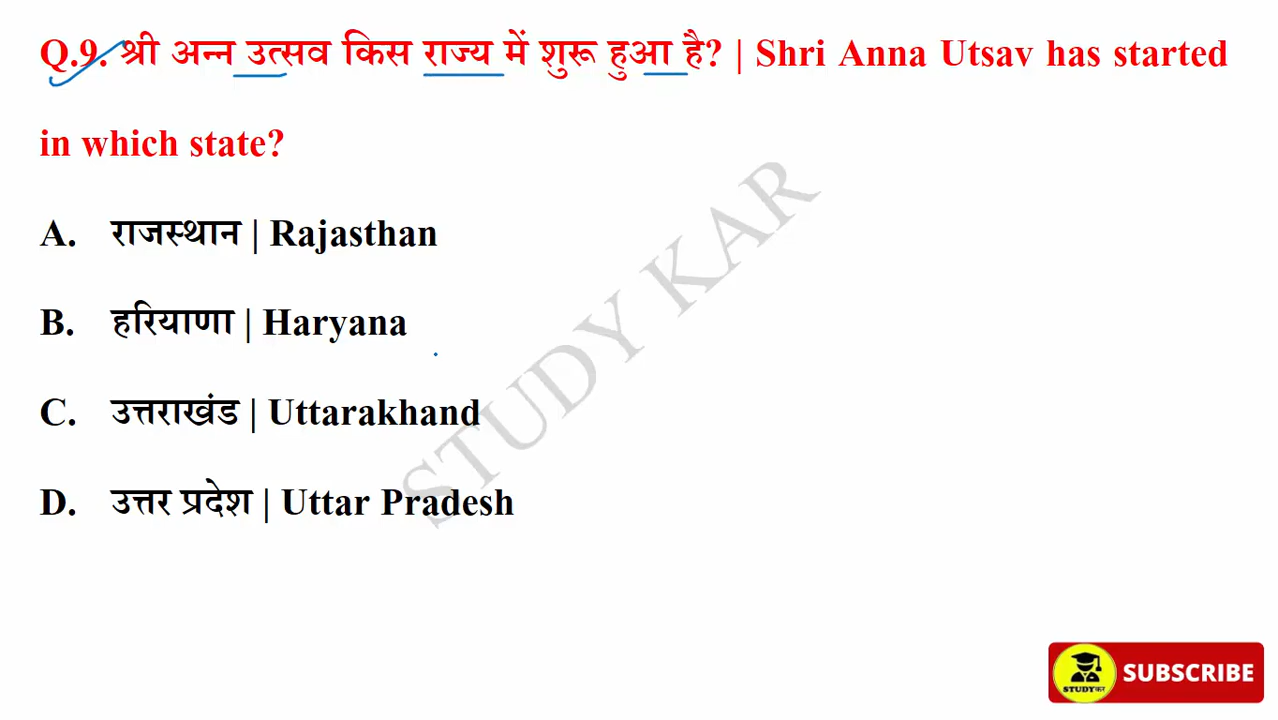 Q.9. श्री अन्न उत्सव किस राज्य में शुरू हुआ है? | Shri Anna Utsav has started
in which state?
A. राजस्थान | Rajasthan
B. हरियाणा | Haryana
C. उत्तराखंड | Uttarakhand
D. उत्तर प्रदेश | Uttar Pradesh
STUDY KAR
STUDYकर
SUBSCRIBE